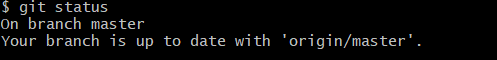 $ git status
On branch master
Your branch is up to date with 'origin/master'.